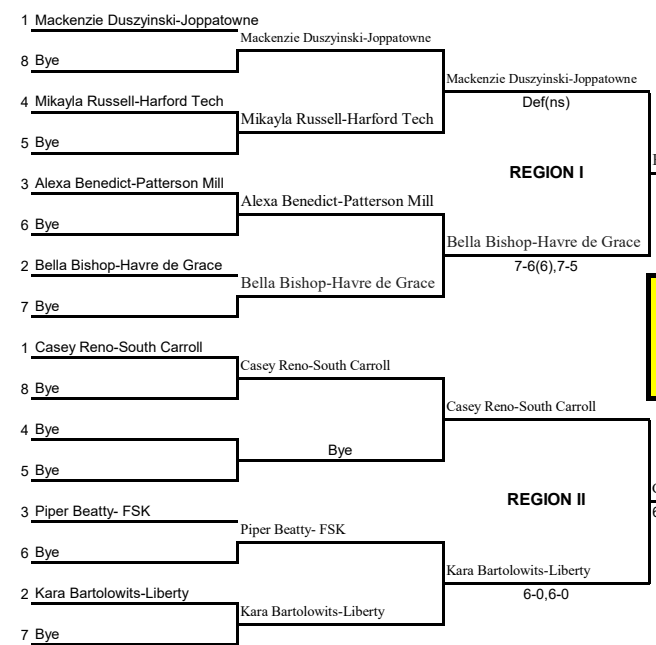 1 Mackenzie Duszyinski-Joppatowne
Mackenzie Duszyinski-Joppatowne
8 Bye
Mackenzie Duszyinski-Joppatowne
4 Mikayla Russell-Harford Tech
Def(ns)
Mikayla Russell-Harford Tech
5 Bye
REGION I
3 Alexa Benedict-Patterson Mill
Alexa Benedict-Patterson Mill
6 Bye
Bella Bishop-Havre de Grace
2 Bella Bishop-Havre de Grace
7-6(6),7-5
Bella Bishop-Havre de Grace
7 Bye
1 Casey Reno-South Carroll
Casey Reno-South Carroll
8 Bye
Casey Reno-South Carroll
4 Bye
Bye
5 Bye
REGION II
3 Piper Beatty- FSK
Piper Beatty- FSK
6 Bye
Kara Bartolowits-Liberty
2 Kara Bartolowits-Liberty
6-0,6-0
Kara Bartolowits-Liberty
7 Bye